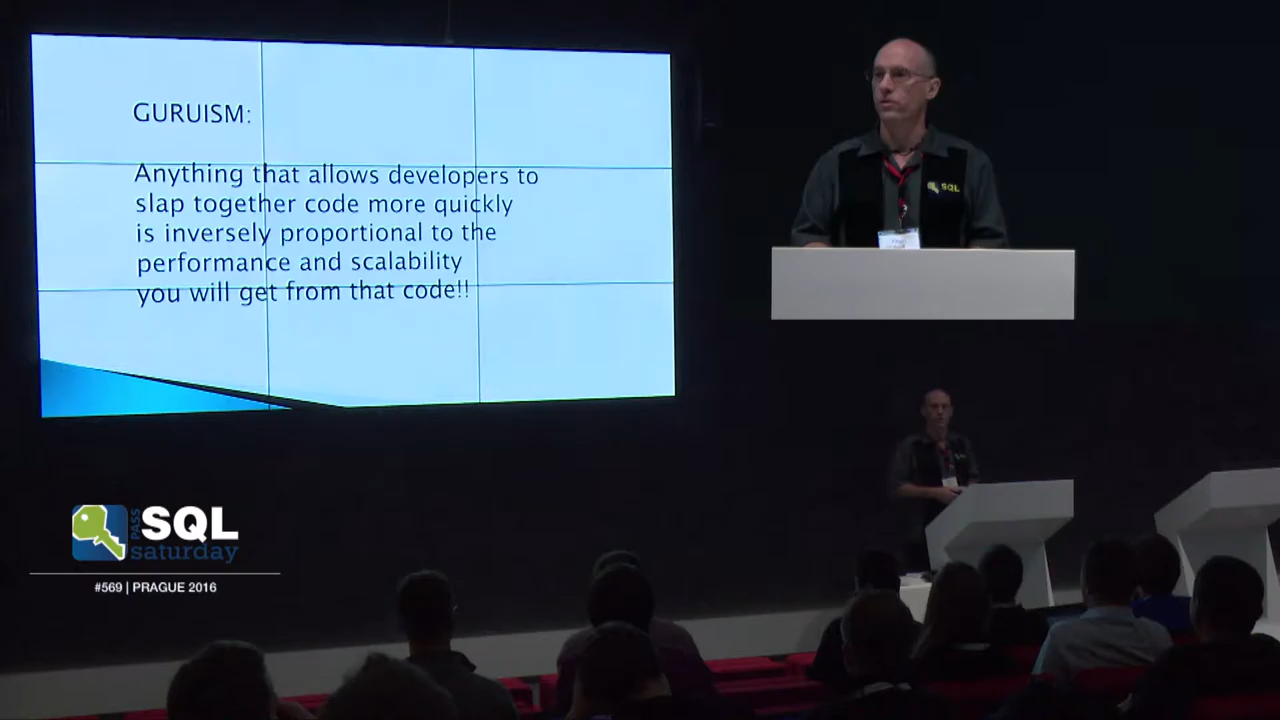 GURUISM:
Anything that allows developers to
slap together code more quickly
is inversely proportional to the
performance and scalability
you will get from that code!!
SQL
PASS
SQL
saturday
#569 | PRAGUE 2016